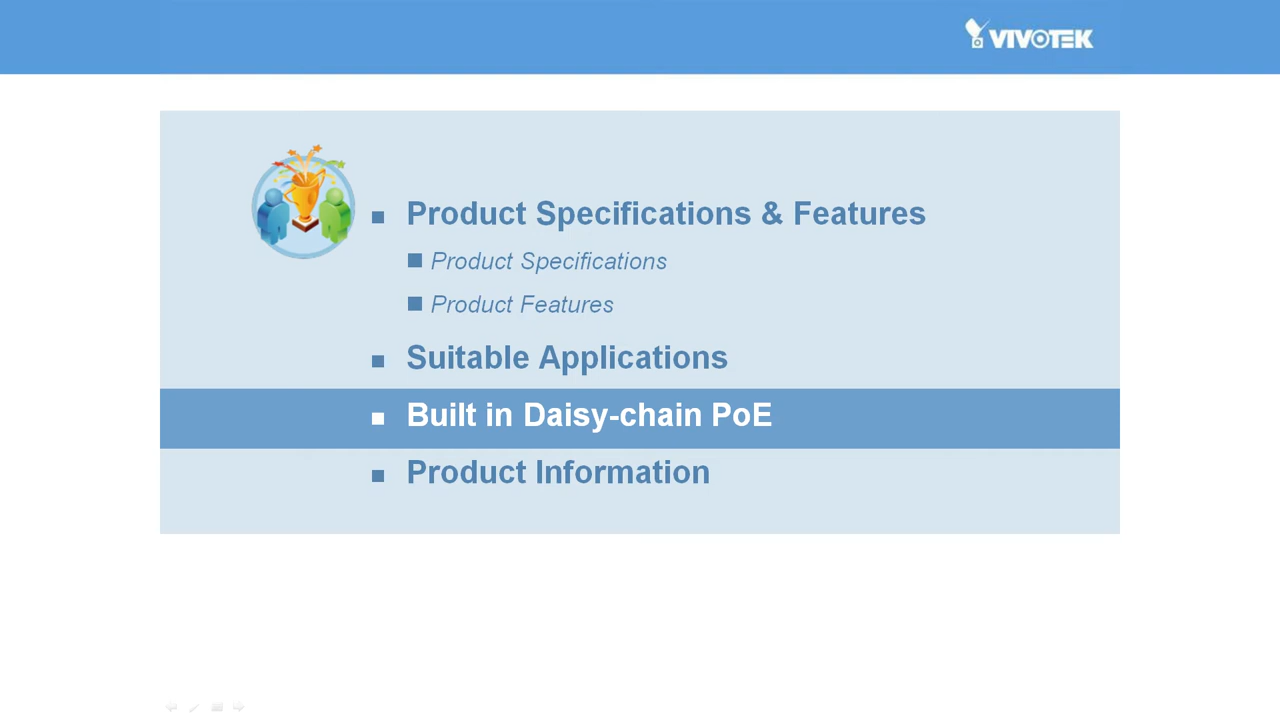 VIVOTEK
Product Specifications & Features
Product Specifications
Product Features
Suitable Applications
Built in Daisy-chain PoE
Product Information